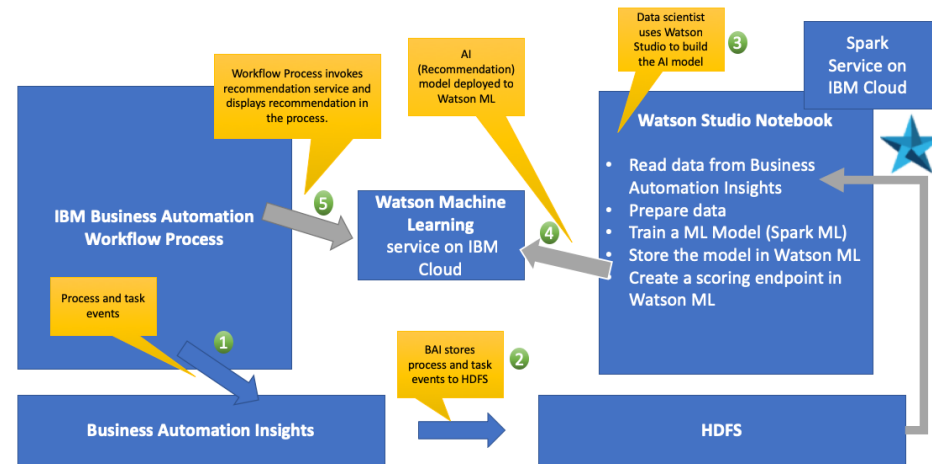 Data scientist
uses Watson
Studio to build
the AI model
3
Spark
Service on
IBM Cloud
Workflow Process invokes
recommendation service and
displays recommendation in
the process.
AI
(Recommendation)
model deployed to
Watson ML
Watson Studio Notebook
• Read data from Business
Automation Insights
• Prepare data
• Train a ML Model (Spark ML)
• Store the model in Watson ML
• Create a scoring endpoint in
Watson ML
IBM Business Automation
Workflow Process
5
Watson Machine
Learning
service on IBM
Cloud
4
Process and task
events
1
BAI stores
process and task
events to HDFS
2
Business Automation Insights
HDFS